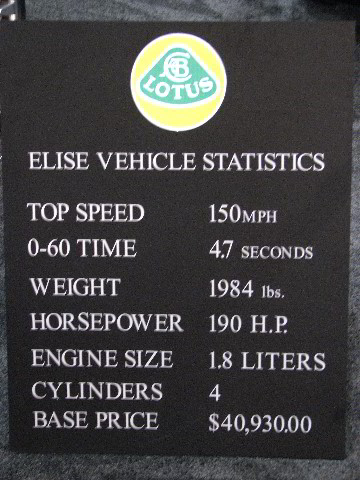 ACBC
LOTUS
ELISE VEHICLE STATISTICS
TOP SPEED 150MPH
0-60 TIME 4.7 SECONDS
WEIGHT 1984 lbs.
HORSEPOWER 190 H.P.
ENGINE SIZE 1.8 LITERS
CYLINDERS 4
BASE PRICE $40,930.00